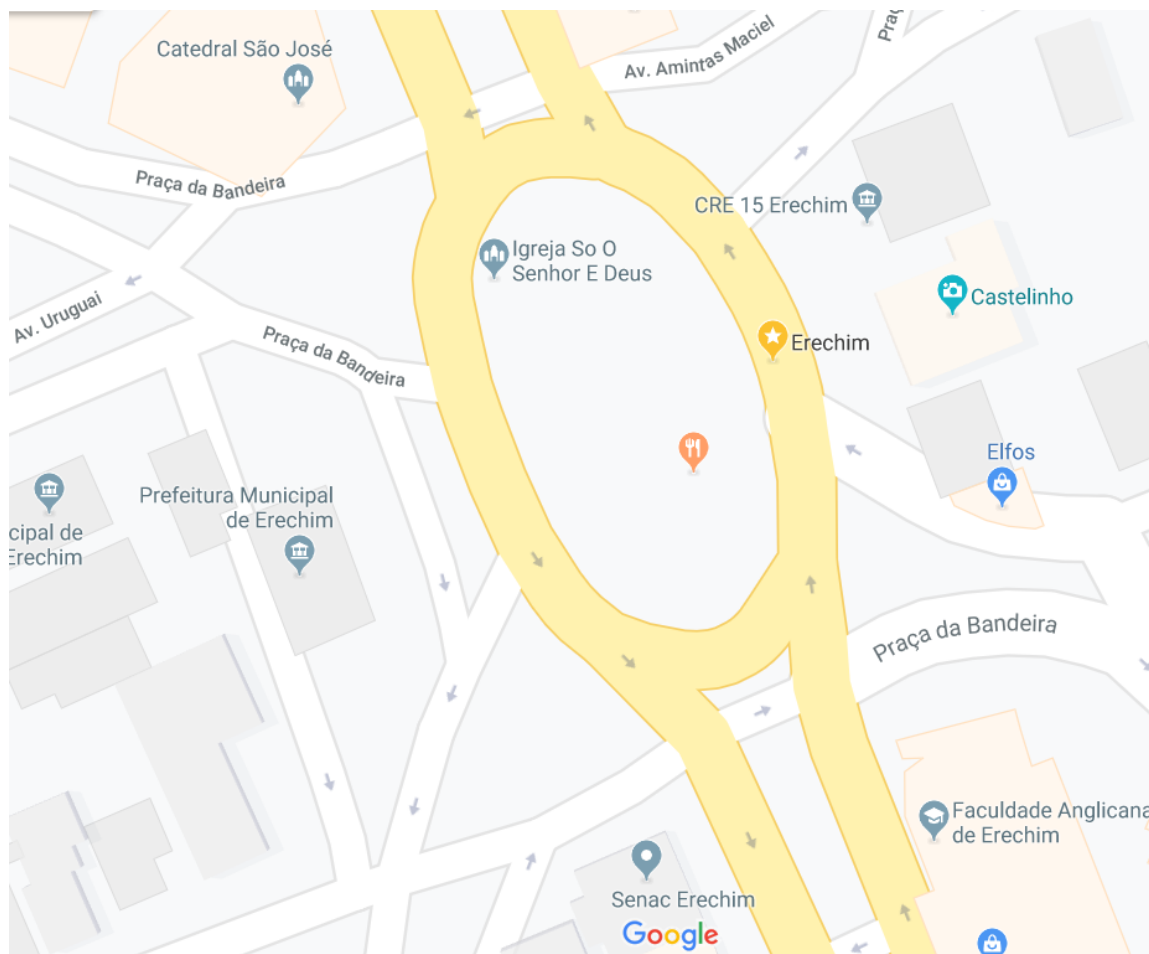 Catedral São José
Av. Amintas Maciel
Praç
Praça da Bandeira
CRE 15 Erechim
Igreja So O
Senhor E Deus
Castelinho
Av. Uruguai
Praça da Bandeira
Erechim
Elfos
Prefeitura Municipal
de Erechim
cipal de
Erechim
Praça da Bandeira
Faculdade Anglicana
de Erechim
Senac Erechim
Google